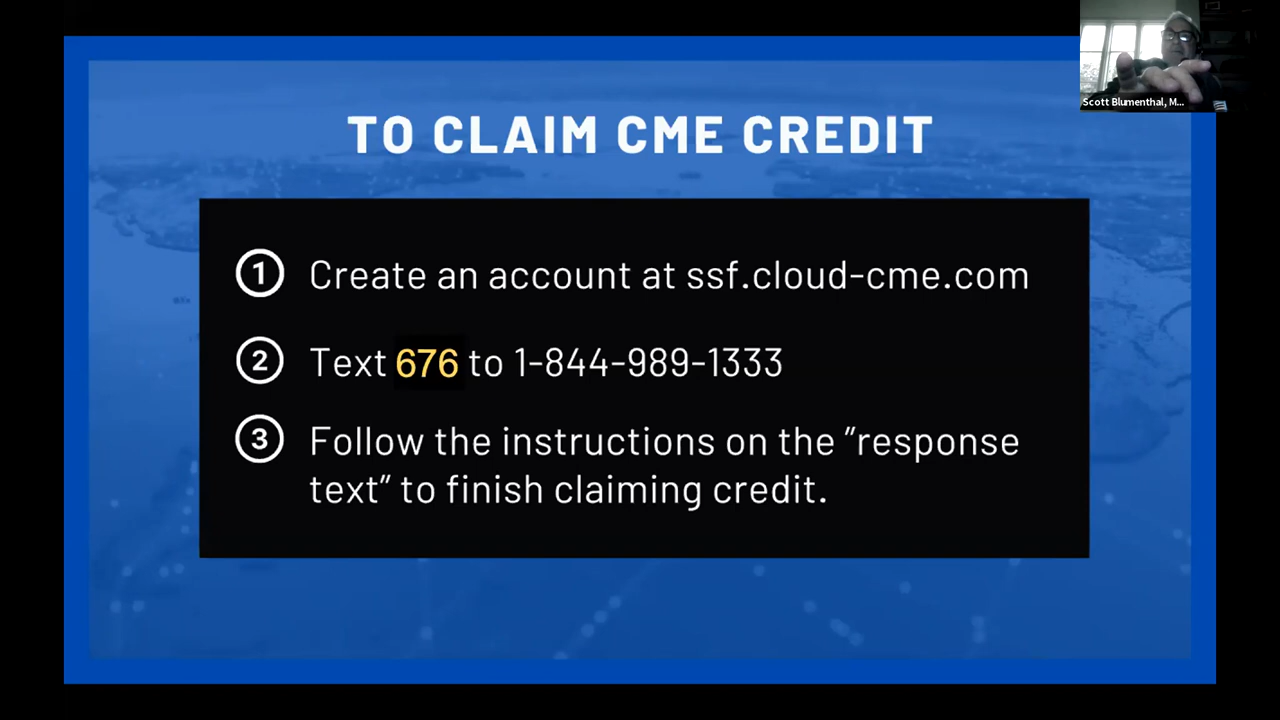 Scott Blumenthal, M...
TO CLAIM CME CREDIT
1 Create an account at ssf.cloud-cme.com
2 Text 676 to 1-844-989-1333
3 Follow the instructions on the "response
text" to finish claiming credit.